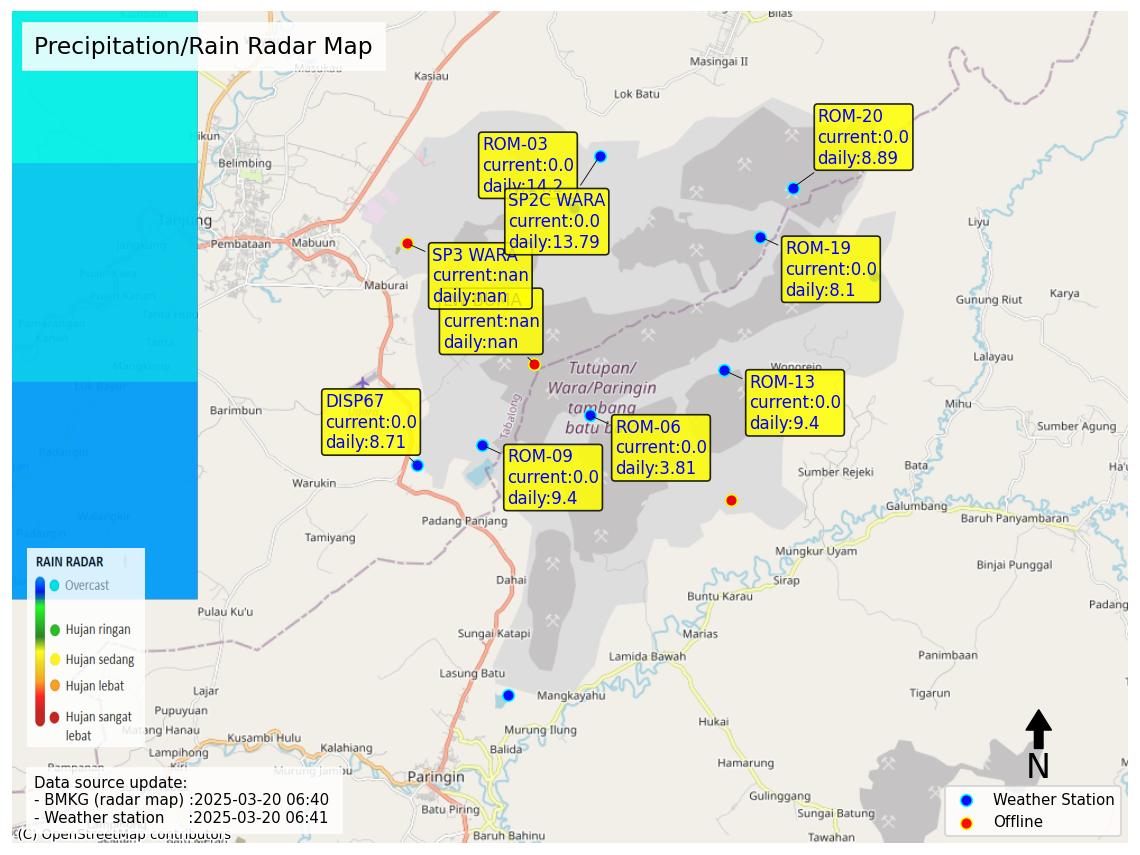 Precipitation/Rain Radar Map
Bilas
Masingai II
Kasiau
Lok Batu
Hikun
Belimbing
Tanjung
Pembataan
Mabuun
Maburai
Liyu
Gunung Riut
Karya
Lalayau
Wonorejo
Mihu
Sumber Agung
Bata
Sumber Rejeki
Galumbang
Baruh Panyambaran
Barimbun
Warukin
Tamiyang
Padang Panjang
Mungkur Uyam
Binjai Punggal
Sirap
Dahai
Buntu Karau
Padang
Pulau Ku'u
Sungai Katapi
Marias
Lamida Bawah
Panimbaan
Lasung Batu
Tigarun
Lajar
Mangkayahu
Pupuyuan
Hukai
Matang Hanau
Murung Ilung
Kusambi Hulu
Lampihong
Kalahiang
Balida
Hamarung
Murung Jambu
Paringin
Gulinggang
Batu Piring
Sungai Batung
Baruh Bahinu
Tawahan
Tabalong
Tutupan/
Wara/Paringin
tambang
batu b
ROM-03
current:0.0
daily:14.2
SP2C WARA
current:0.0
daily:13.79
ROM-20
current:0.0
daily:8.89
ROM-19
current:0.0
daily:8.1
SP3 WARA
current:nan
daily:nan
current:nan
daily:nan
ROM-13
current:0.0
daily:9.4
DISP67
current:0.0
daily:8.71
ROM-06
current:0.0
daily:3.81
ROM-09
current:0.0
daily:9.4
RAIN RADAR
Overcast
Hujan ringan
Hujan sedang
Hujan lebat
Hujan sangat
lebat
Data source update:
- BMKG (radar map) :2025-03-20 06:40
- Weather station :2025-03-20 06:41
(C) OpenStreetMap contributors
N
Weather Station
Offline